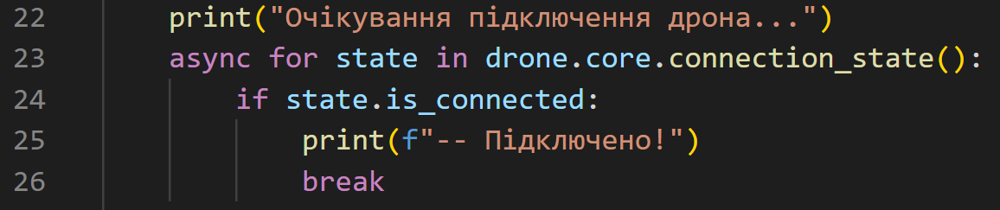 22 print("Очікування підключення дрона...")
23 async for state in drone.core.connection_state():
24 if state.is_connected:
25 print(f"-- Підключено!")
26 break